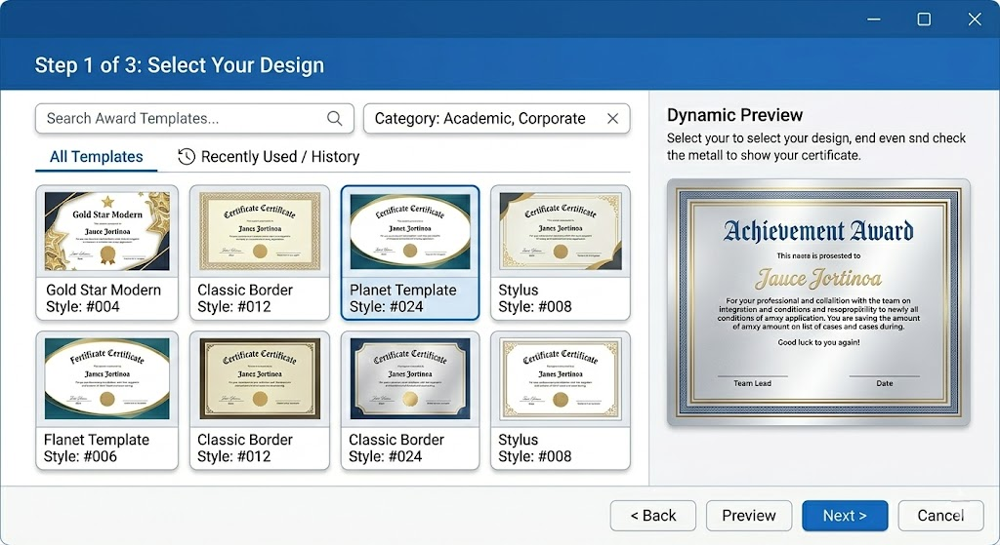 Step 1 of 3: Select Your Design
Search Award Templates...
Category: Academic, Corporate
All Templates
Recently Used / History
Gold Star Modern
Jauce Jortinoa
Gold Star Modern
Style: #004
Certificate Certificate
James Jortinoa
Classic Border
Style: #012
Certificate Certificate
Janet Jortinoa
Planet Template
Style: #024
Certificate Certificate
James Jortinoa
Stylus
Style: #008
Fertificate Certificate
James Jortinoa
Flanet Template
Style: #006
Certificate Certificate
Janez Jortinoa
Classic Border
Style: #012
Certificate Certificate
James Jortinoa
Classic Border
Style: #024
Certificate Certificate
James Jortinoa
Stylus
Style: #008
Dynamic Preview
Select your to select your design, end even snd check
the metall to show your certificate.
Achievement Award
This naera is prosested to
Jauce Jortinoa
For your professional and collalition with the team on
integration and conditions and resopropibility to newly all
conditions of amxy application. You are saving the amount
of amxy amount on list of cases and cases during.
Good luck to you again!
Team Lead
Date
< Back
Preview
Next >
Cancel